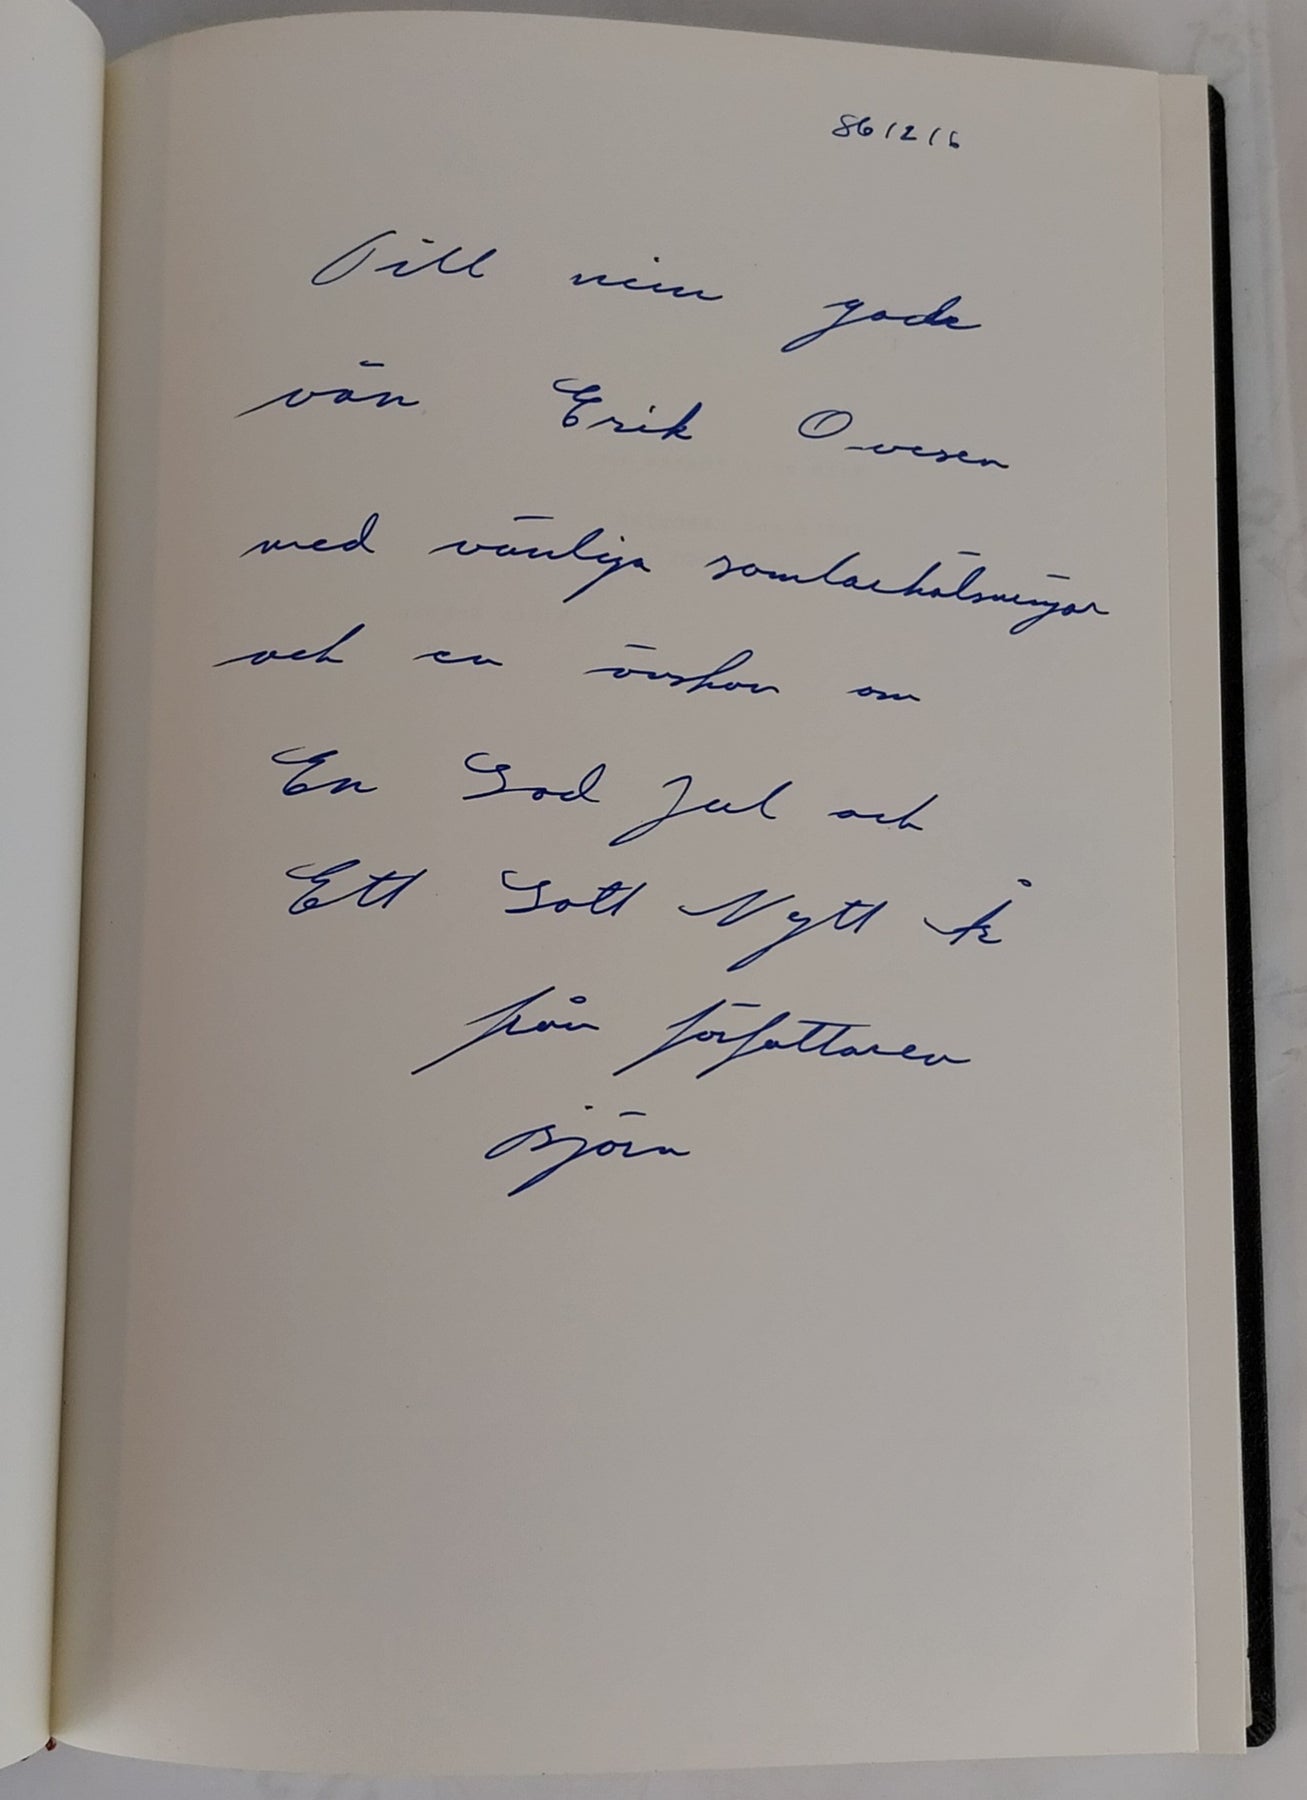 861216
Till min gode
vän Erik Ovesen
med vänliga samlarhälsningar
och en önskan om
En God Jul och
Ett Gott Nytt År
från författaren
Björn